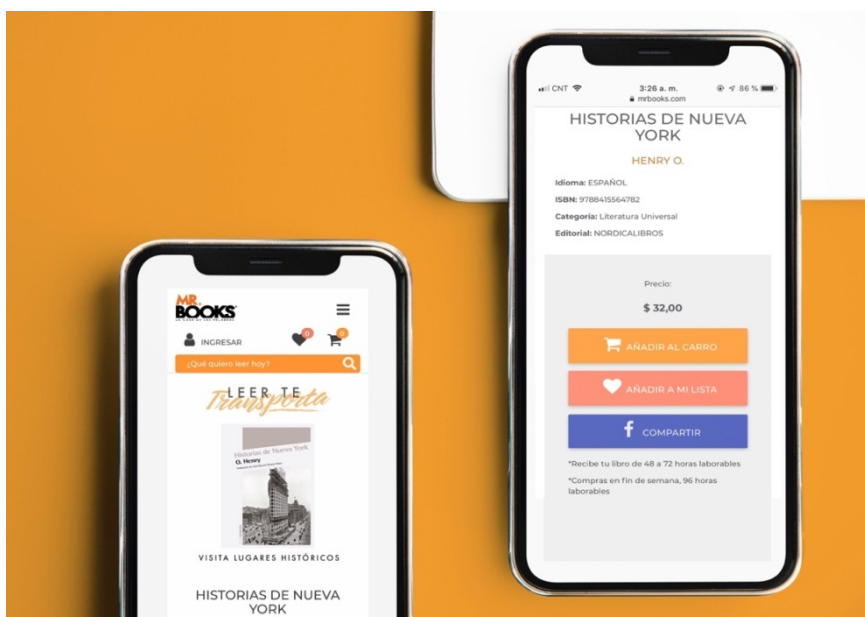 MR.
BOOKS
INGRESAR
0
0
¿Qué quiero leer hoy?
LEER TE
Transporta
Historias de Nueva York
O. Henry
VISITA LUGARES HISTÓRICOS
HISTORIAS DE NUEVA
YORK
CNT
3:26 a. m.
86 %
mrbooks.com
HISTORIAS DE NUEVA
YORK
HENRY O.
Idioma: ESPAÑOL
ISBN: 9788415564782
Categoría: Literatura Universal
Editorial: NORDICALIBROS
Precio:
$ 32,00
AÑADIR AL CARRO
AÑADIR A MI LISTA
f COMPARTIR
*Recibe tu libro de 48 a 72 horas laborables
*Compras en fin de semana, 96 horas
laborables